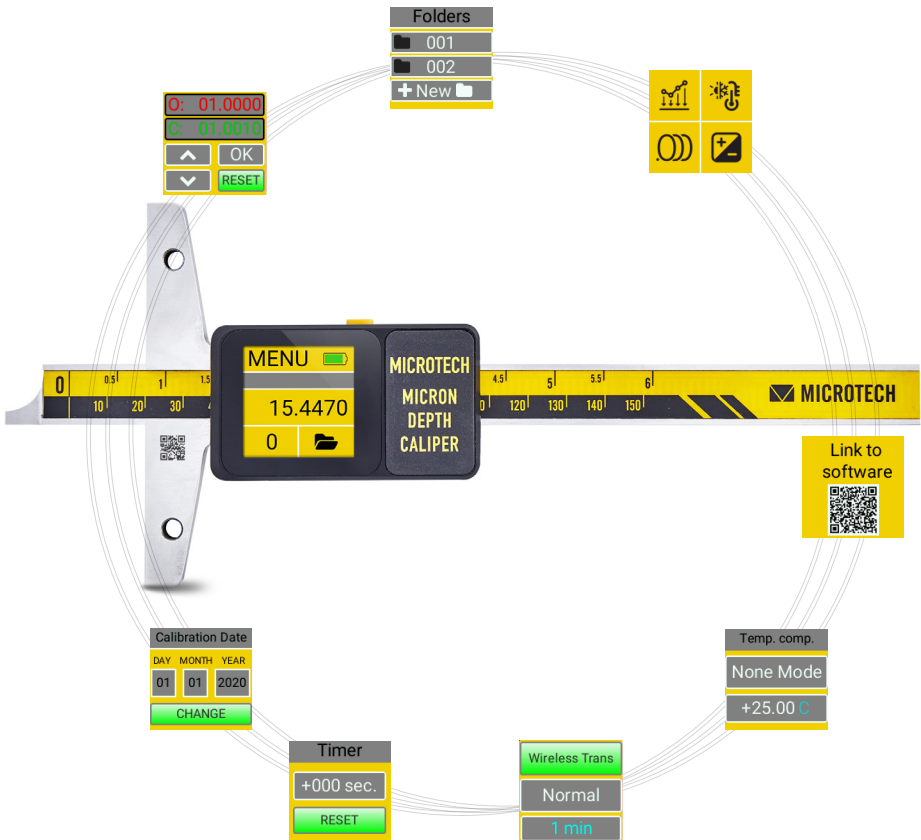 Folders
001
002
+ New
O: 01.0000
C: 01.0010
OK
RESET
0 0.5 1 1.5
10 20 30 4
MENU
15.4470
0
MICROTECH
MICRON
DEPTH
CALIPER
4.5 5 5.5 6
0 120 130 140 150
MICROTECH
Link to
software
Calibration Date
DAY MONTH YEAR
01 01 2020
CHANGE
Temp. comp.
None Mode
+25.00 C
Timer
+000 sec.
RESET
Wireless Trans
Normal
1 min